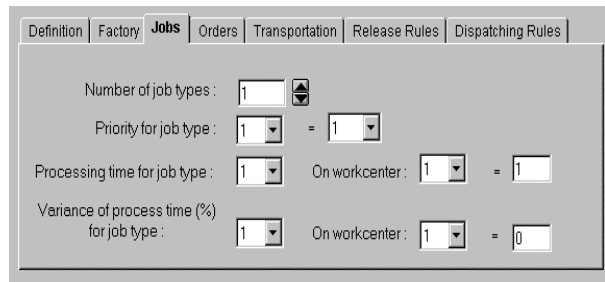 Definition Factory Jobs Orders Transportation Release Rules Dispatching Rules
Number of job types : 1
Priority for job type : 1 = 1
Processing time for job type : 1 On workcenter : 1 = 1
Variance of process time (%)
for job type : 1 On workcenter : 1 = 0